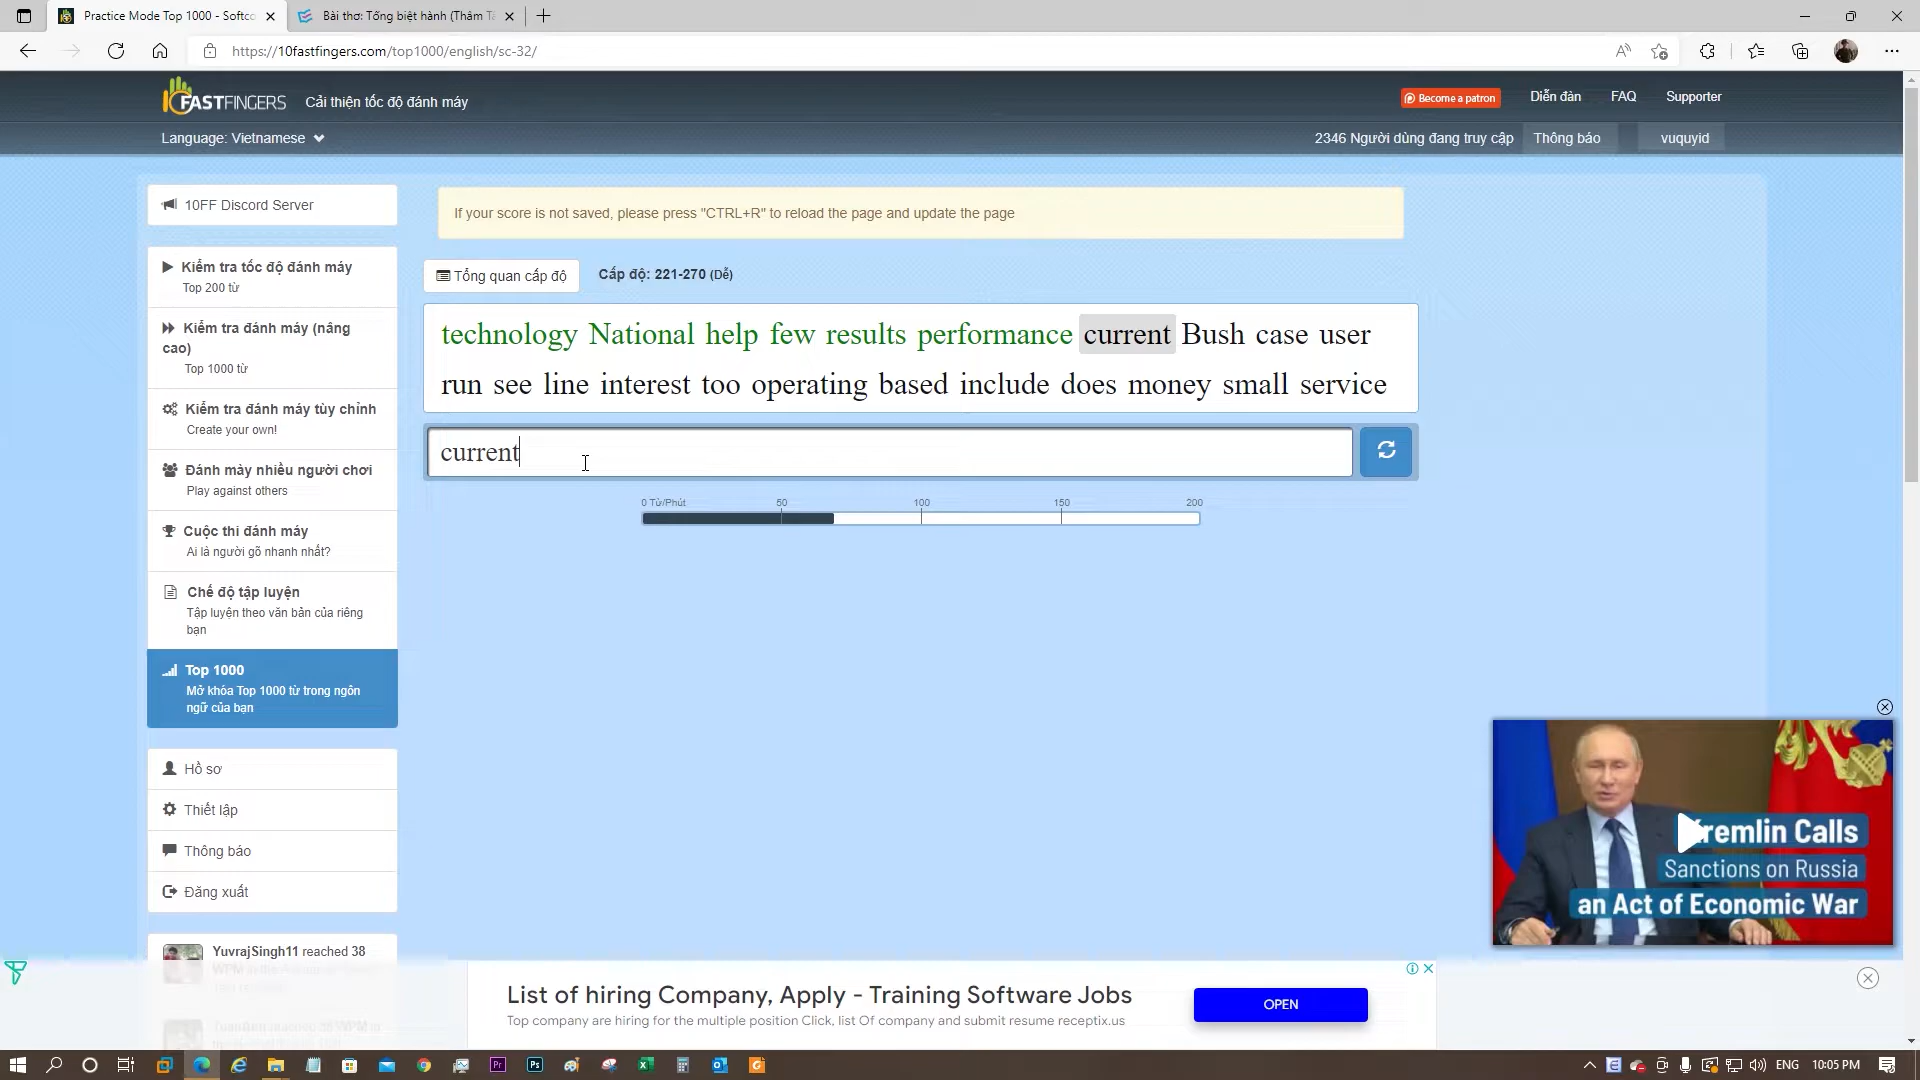 Practice Mode Top 1000 - Softco
Bài thơ: Tống biệt hành (Thâm Tâ
https://10fastfingers.com/top1000/english/sc-32/
FASTFINGERS
Cải thiện tốc độ đánh máy
Become a patron
Diễn đàn
FAQ
Supporter
Language: Vietnamese
2346 Người dùng đang truy cập
Thông báo
vuquyid
10FF Discord Server
If your score is not saved, please press "CTRL+R" to reload the page and update the page
Kiểm tra tốc độ đánh máy
Top 200 từ
Kiểm tra đánh máy (nâng
cao)
Top 1000 từ
Kiểm tra đánh máy tùy chỉnh
Create your own!
Đánh mày nhiều người chơi
Play against others
Cuộc thi đánh máy
Ai là người gõ nhanh nhất?
Chế độ tập luyện
Tập luyện theo văn bản của riêng
bạn
Top 1000
Mở khóa Top 1000 từ trong ngôn
ngữ của bạn
Hồ sơ
Thiết lập
Thông báo
Đăng xuất
YuvrajSingh11 reached 38
Tổng quan cấp độ
Cấp độ: 221-270 (Dễ)
technology National help few results performance current Bush case user
run see line interest too operating based include does money small service
current
0 Từ/Phút 50 100 150 200
Kremlin Calls
Sanctions on Russia
an Act of Economic War
List of hiring Company, Apply - Training Software Jobs
Top company are hiring for the multiple position Click, list Of company and submit resume receptix.us
OPEN
ENG
10:05 PM